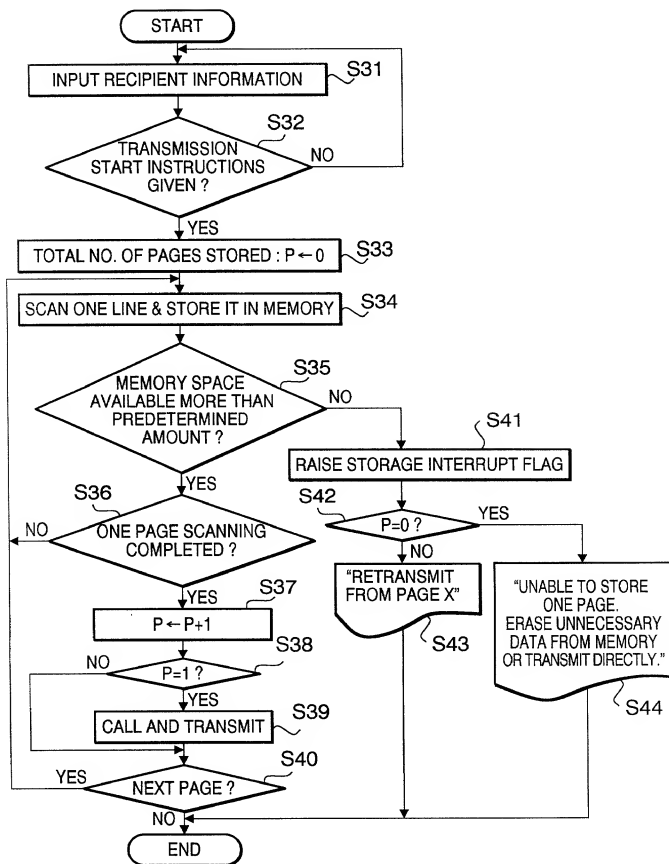 START
INPUT RECIPIENT INFORMATION
S31
S32
TRANSMISSION
START INSTRUCTIONS
GIVEN ?
NO
YES
TOTAL NO. OF PAGES STORED : P ← 0
S33
SCAN ONE LINE & STORE IT IN MEMORY
S34
S35
MEMORY SPACE
AVAILABLE MORE THAN
PREDETERMINED
AMOUNT ?
NO
YES
S41
RAISE STORAGE INTERRUPT FLAG
S36
ONE PAGE SCANNING
COMPLETED ?
NO
YES
S42
P=0 ?
YES
NO
"RETRANSMIT
FROM PAGE X"
S43
"UNABLE TO STORE
ONE PAGE.
ERASE UNNECESSARY
DATA FROM MEMORY
OR TRANSMIT DIRECTLY."
S44
S37
P ← P+1
S38
P=1 ?
NO
YES
CALL AND TRANSMIT
S39
S40
NEXT PAGE ?
YES
NO
END